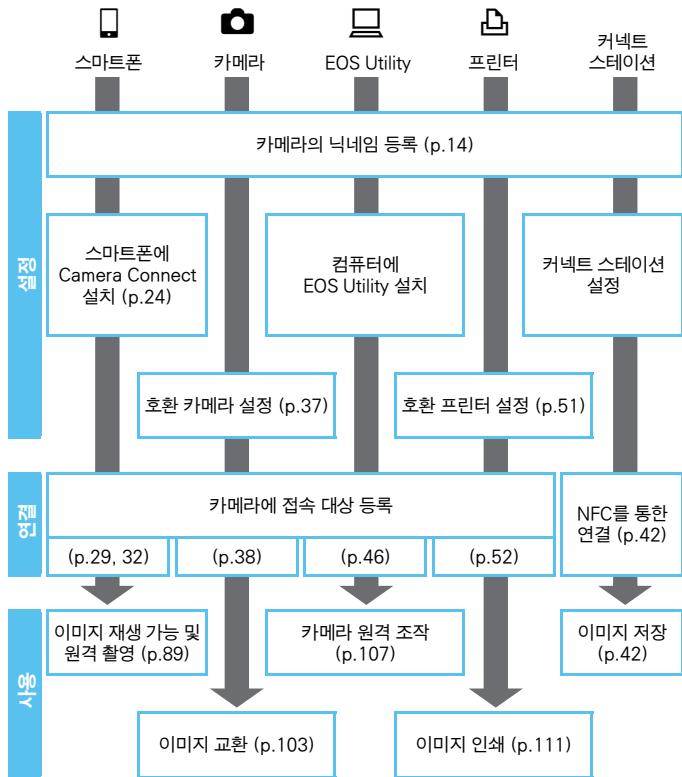 스마트폰
카메라
EOS Utility
프린터
커넥트
스테이션
설정
카메라의 닉네임 등록 (p.14)
스마트폰에
Camera Connect
설치 (p.24)
컴퓨터에
EOS Utility 설치
커넥트 스테이션
설정
호환 카메라 설정 (p.37)
호환 프린터 설정 (p.51)
연결
카메라에 접속 대상 등록
(p.29, 32)
(p.38)
(p.46)
(p.52)
NFC를 통한
연결 (p.42)
사용
이미지 재생 가능 및
원격 촬영 (p.89)
카메라 원격 조작
(p.107)
이미지 저장
(p.42)
이미지 교환 (p.103)
이미지 인쇄 (p.111)